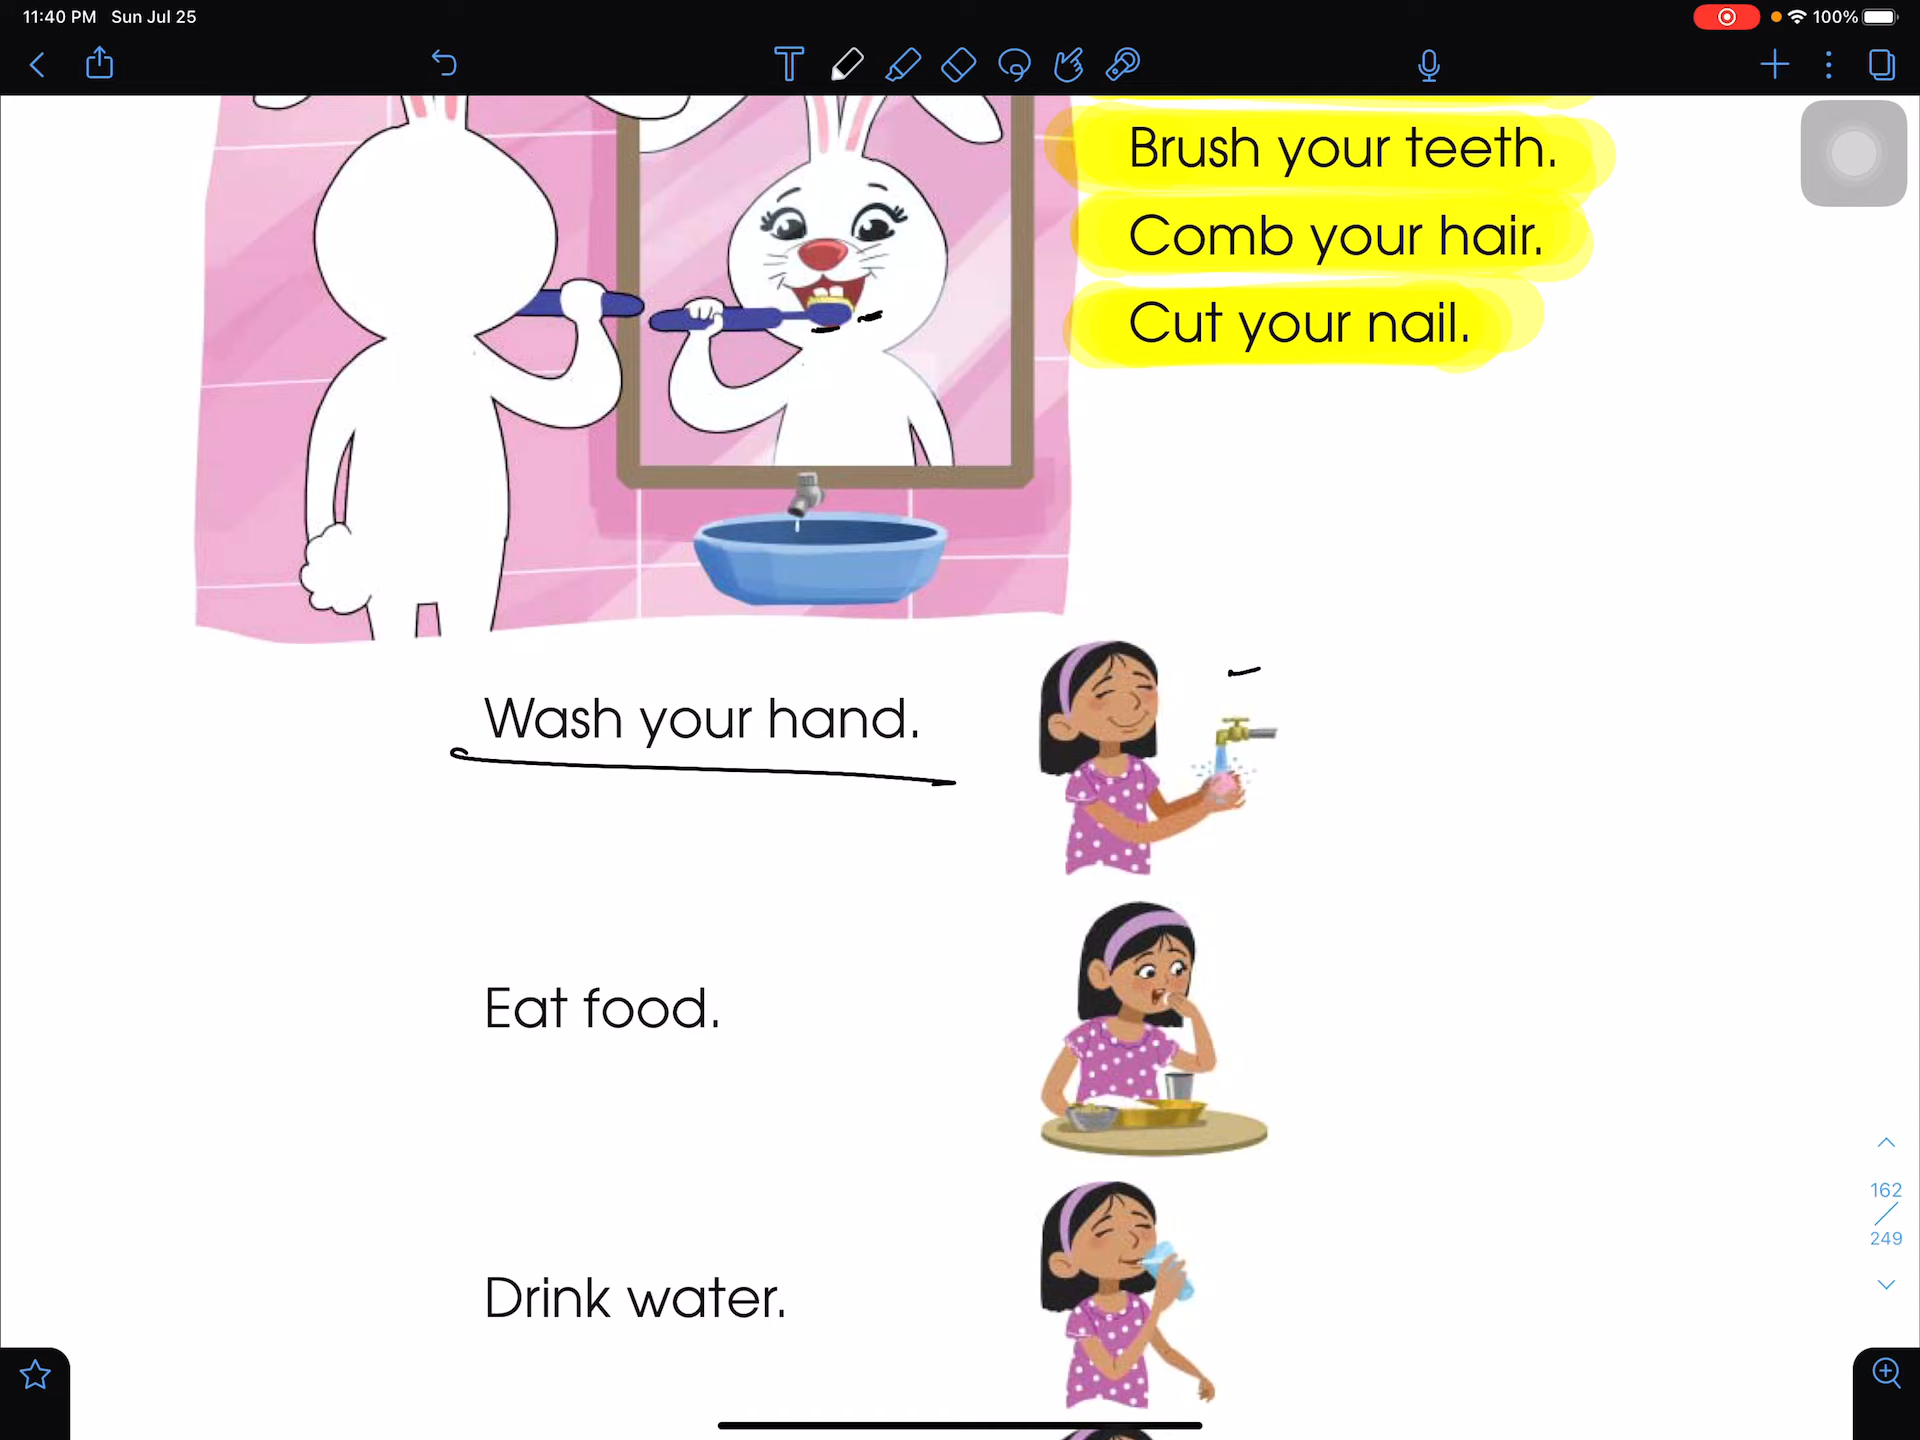 11:40 PM Sun Jul 25
100%
Brush your teeth.
Comb your hair.
Cut your nail.
Wash your hand.
Eat food.
Drink water.
162
249